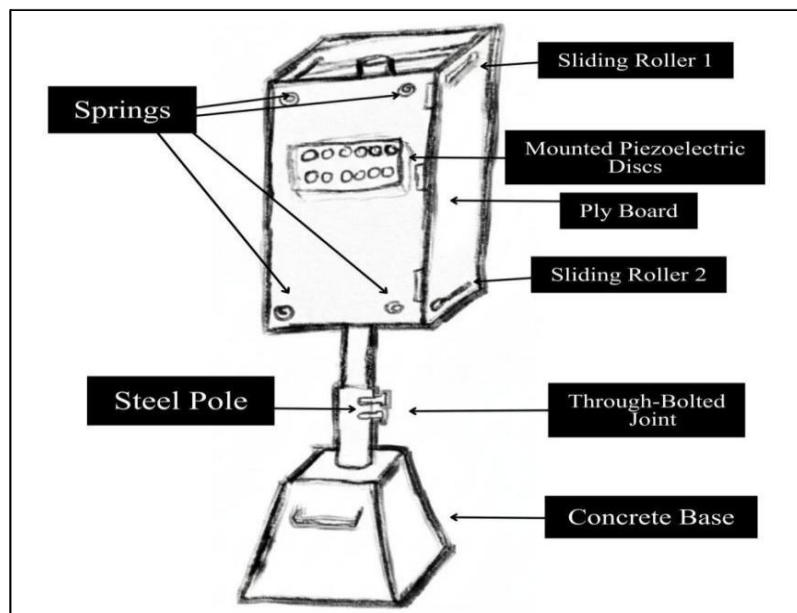 Sliding Roller 1
Springs
Mounted Piezoelectric
Discs
Ply Board
Sliding Roller 2
Steel Pole
Through-Bolted
Joint
Concrete Base